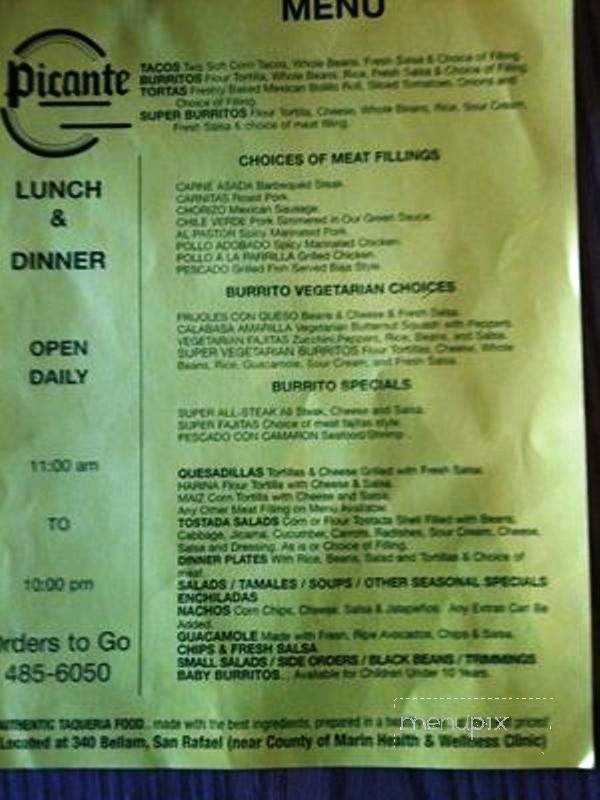 MENU
Picante
LUNCH
&
DINNER
OPEN
DAILY
11:00 am
TO
10:00 pm
rders to Go
485-6050
TACOS Two Soft Corn Tacos, Whole Beans, Fresh Salsa & Choice of Filling.
BURRITOS Flour Tortilla, Whole Beans, Rice, Fresh Salsa & Choice of Filling.
TORTAS Freshly Baked Mexican Bolillo Roll, Sliced Tomatoes, Onions and
Choice of Filling.
SUPER BURRITOS Flour Tortilla, Cheese, Whole Beans, Rice, Sour Cream,
Fresh Salsa & choice of meat filling.
CHOICES OF MEAT FILLINGS
CARNE ASADA Barbequed Steak.
CARNITAS Roast Pork.
CHORIZO Mexican Sausage.
CHILE VERDE Pork Simmered in Our Green Sauce.
AL PASTOR Spicy Marinated Pork.
POLLO ADOBADO Spicy Marinated Chicken.
POLLO A LA PARRILLA Grilled Chicken.
PESCADO Grilled Fish Served Baja Style.
BURRITO VEGETARIAN CHOICES
FRIJOLES CON QUESO Beans & Cheese & Fresh Salsa.
CALABASA AMARILLA Vegetarian Butternut Squash with Peppers.
VEGETARIAN FAJITAS Zucchini, Peppers, Rice, Beans, and Salsa.
SUPER VEGETARIAN BURRITOS Flour Tortillas, Cheese, Whole
Beans, Rice, Guacamole, Sour Cream, and Fresh Salsa.
BURRITO SPECIALS
SUPER ALL-STEAK All Steak, Cheese and Salsa.
SUPER FAJITAS Choice of meat fajitas style.
PESCADO CON CAMARON Seafood/Shrimp.
QUESADILLAS Tortillas & Cheese Grilled with Fresh Salsa.
HARINA Flour Tortilla with Cheese & Salsa.
MAIZ Corn Tortilla with Cheese and Salsa.
Any Other Meat Filling on Menu Available.
TOSTADA SALADS Corn or Flour Tostada Shell Filled with Beans,
Cabbage, Jicama, Cucumber, Carrots, Radishes, Sour Cream, Cheese,
Salsa and Dressing. As is or Choice of Filling.
DINNER PLATES With Rice, Beans, Salad and Tortillas & Choice of
meat.
SALADS / TAMALES / SOUPS / OTHER SEASONAL SPECIALS
ENCHILADAS
NACHOS Corn Chips, Cheese, Salsa & Jalapeños. Any Extras Can Be
Added.
GUACAMOLE Made with Fresh, Ripe Avocados, Chips & Salsa.
CHIPS & FRESH SALSA
SMALL SALADS / SIDE ORDERS / BLACK BEANS / TRIMMINGS
BABY BURRITOS... Available for Children Under 10 Years.
AUTHENTIC TAQUERIA FOOD.. made with the best ingredients, prepared in a prices!
Located at 340 Bellam, San Rafael (near County of Marin Health & Wellness Clinic)
menupix